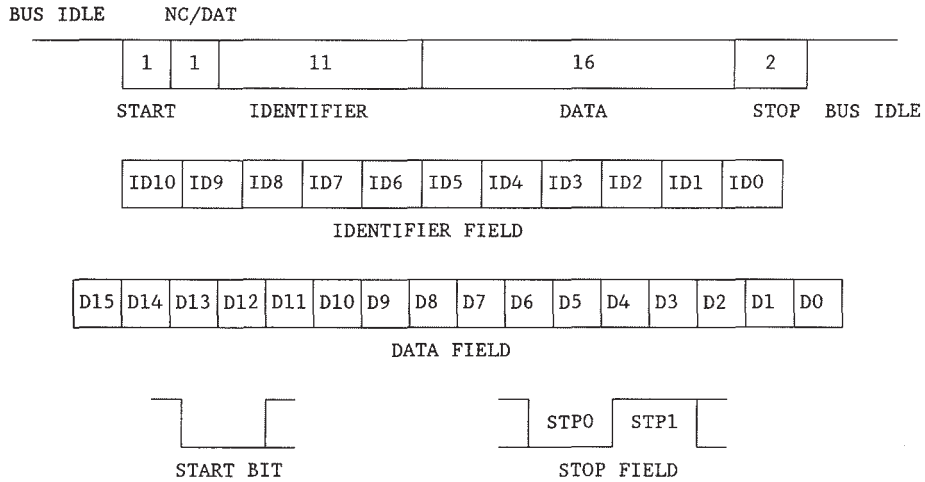 BUS IDLE NC/DAT
1 1 11 16 2
START IDENTIFIER DATA STOP BUS IDLE
ID10 ID9 ID8 ID7 ID6 ID5 ID4 ID3 ID2 ID1 ID0
IDENTIFIER FIELD
D15 D14 D13 D12 D11 D10 D9 D8 D7 D6 D5 D4 D3 D2 D1 D0
DATA FIELD
STP0 STP1
START BIT STOP FIELD